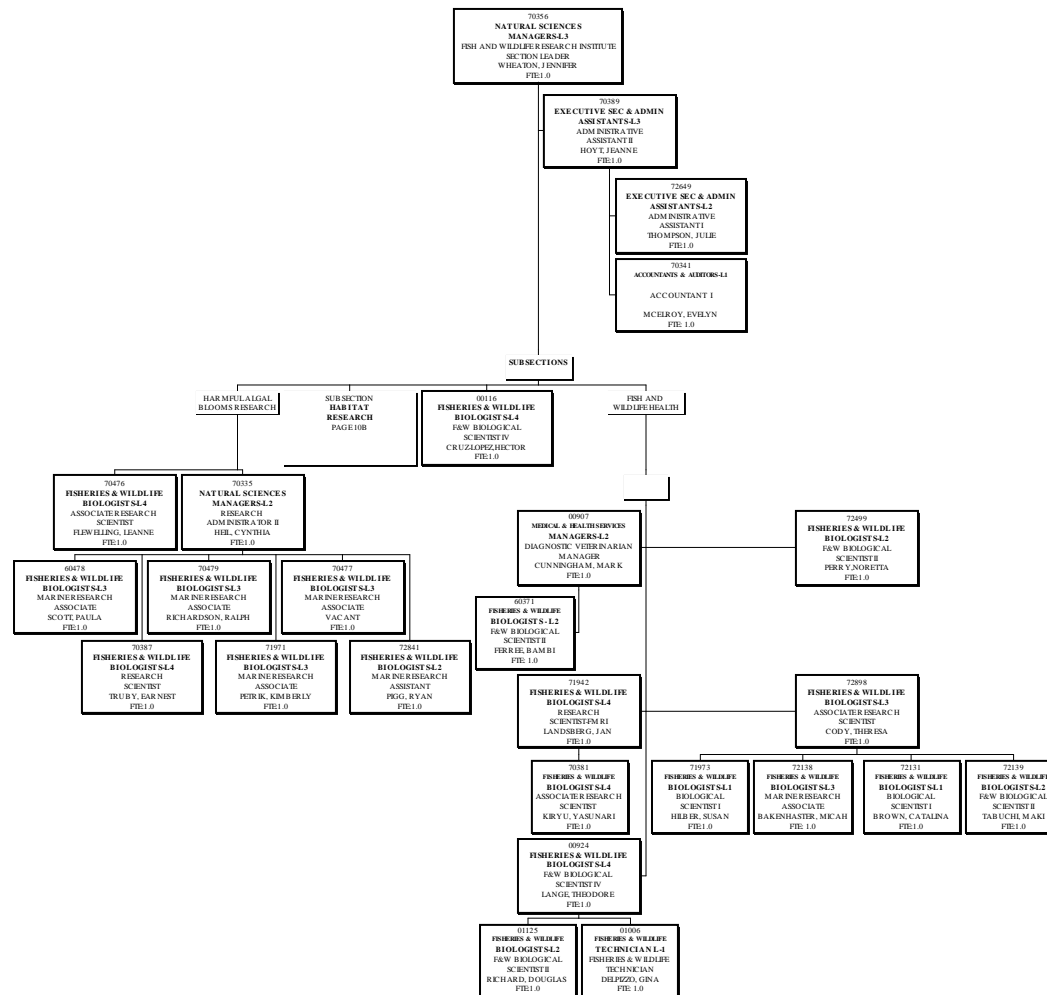 70356
NATURAL SCIENCES
MANAGERS-L3
FISH AND WILDLIFE RESEARCH INSTITUTE
SECTION LEADER
WHEATON, JENNIFER
FTE:1.0
70389
EXECUTIVE SEC & ADMIN
ASSISTANTS-L3
ADMINISTRATIVE
ASSISTANT II
HOYT, JEANNE
FTE:1.0
72649
EXECUTIVE SEC & ADMIN
ASSISTANTS-L2
ADMINISTRATIVE
ASSISTANT I
THOMPSON, JULIE
FTE:1.0
70341
ACCOUNTANTS & AUDITORS-L1
ACCOUNTANT I
MCELROY, EVELYN
FTE: 1.0
SUBSECTIONS
HARMFUL ALGAL
BLOOMS RESEARCH
SUBSECTION
HABITAT
RESEARCH
PAGE 10B
00116
FISHERIES & WILDLIFE
BIOLOGISTS-L4
F&W BIOLOGICAL
SCIENTIST IV
CRUZ-LOPEZ,HECTOR
FTE:1.0
FISH AND
WILDLIFE HEALTH
70476
FISHERIES & WILDLIFE
BIOLOGISTS-L4
ASSOCIATE RESEARCH
SCIENTIST
FLEWELLING, LEANNE
FTE:1.0
70335
NATURAL SCIENCES
MANAGERS-L2
RESEARCH
ADMINISTRATOR II
HEIL, CYNTHIA
FTE:1.0
00907
MEDICAL & HEALTH SERVICES
MANAGERS-L2
DIAGNOSTIC VETERINARIAN
MANAGER
CUNNINGHAM, MARK
FTE:1.0
72499
FISHERIES & WILDLIFE
BIOLOGISTS-L2
F&W BIOLOGICAL
SCIENTIST II
PERRY,NORETTA
FTE:1.0
60478
FISHERIES & WILDLIFE
BIOLOGISTS-L3
MARINE RESEARCH
ASSOCIATE
SCOTT, PAULA
FTE:1.0
70479
FISHERIES & WILDLIFE
BIOLOGISTS-L3
MARINE RESEARCH
ASSOCIATE
RICHARDSON, RALPH
FTE:1.0
70477
FISHERIES & WILDLIFE
BIOLOGISTS-L3
MARINE RESEARCH
ASSOCIATE
VACANT
FTE:1.0
60371
FISHERIES & WILDLIFE
BIOLOGISTS - L2
F&W BIOLOGICAL
SCIENTIST II
FERREE, BAMBI
FTE: 1.0
70387
FISHERIES & WILDLIFE
BIOLOGISTS-L4
RESEARCH
SCIENTIST
TRUBY, EARNEST
FTE:1.0
71971
FISHERIES & WILDLIFE
BIOLOGISTS-L3
MARINE RESEARCH
ASSOCIATE
PETRIK, KIMBERLY
FTE:1.0
72841
FISHERIES & WILDLIFE
BIOLOGISTS-L2
MARINE RESEARCH
ASSISTANT
PIGG, RYAN
FTE:1.0
71942
FISHERIES & WILDLIFE
BIOLOGISTS-L4
RESEARCH
SCIENTIST-FMRI
LANDSBERG, JAN
FTE:1.0
72898
FISHERIES & WILDLIFE
BIOLOGISTS-L3
ASSOCIATE RESEARCH
SCIENTIST
CODY, THERESA
FTE:1.0
70381
FISHERIES & WILDLIFE
BIOLOGISTS-L4
ASSOCIATE RESEARCH
SCIENTIST
KIRYU, YASUNARI
FTE:1.0
71973
FISHERIES & WILDLIFE
BIOLOGISTS-L1
BIOLOGICAL
SCIENTIST I
HILBER, SUSAN
FTE:1.0
72138
FISHERIES & WILDLIFE
BIOLOGISTS-L3
MARINE RESEARCH
ASSOCIATE
BAKENHASTER, MICAH
FTE: 1.0
72131
FISHERIES & WILDLIFE
BIOLOGISTS-L1
BIOLOGICAL
SCIENTIST I
BROWN, CATALINA
FTE:1.0
72139
FISHERIES & WILDLIFE
BIOLOGISTS-L2
F&W BIOLOGICAL
SCIENTIST II
TABUCHI, MAKI
FTE:1.0
00924
FISHERIES & WILDLIFE
BIOLOGISTS-L4
F&W BIOLOGICAL
SCIENTIST IV
LANGE, THEODORE
FTE:1.0
01125
FISHERIES & WILDLIFE
BIOLOGISTS-L2
F&W BIOLOGICAL
SCIENTIST II
RICHARD, DOUGLAS
FTE:1.0
01006
FISHERIES & WILDLIFE
TECHNICIAN L-1
FISHERIES & WILDLIFE
TECHNICIAN
DELPIZZO, GINA
FTE: 1.0